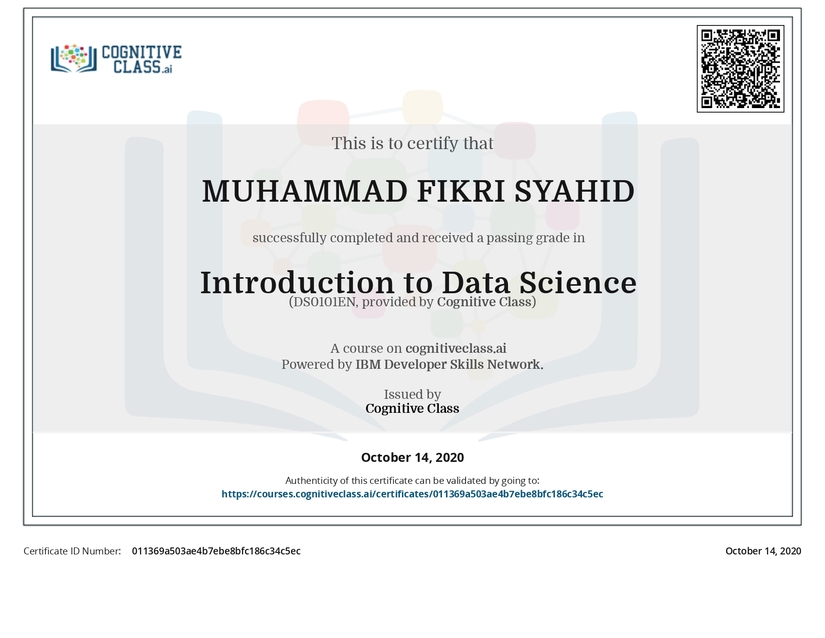 COGNITIVE
CLASS.ai
This is to certify that
MUHAMMAD FIKRI SYAHID
successfully completed and received a passing grade in
Introduction to Data Science
(DS0101EN, provided by Cognitive Class)
A course on cognitiveclass.ai
Powered by IBM Developer Skills Network.
Issued by
Cognitive Class
October 14, 2020
Authenticity of this certificate can be validated by going to:
https://courses.cognitiveclass.ai/certificates/011369a503ae4b7ebe8bfc186c34c5ec
Certificate ID Number: 011369a503ae4b7ebe8bfc186c34c5ec October 14, 2020